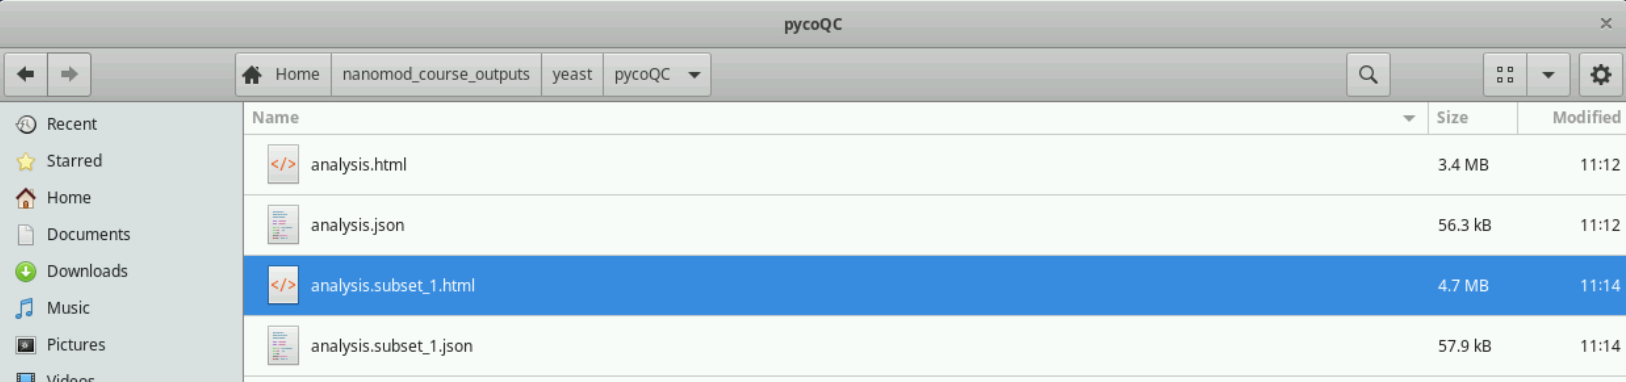 pycoQC
Home nanomod_course_outputs yeast pycoQC
Name Size Modified
Recent
Starred
Home
Documents
Downloads
Music
Pictures
Videos
</> analysis.html 3.4 MB 11:12
analysis.json 56.3 kB 11:12
</> analysis.subset_1.html 4.7 MB 11:14
analysis.subset_1.json 57.9 kB 11:14